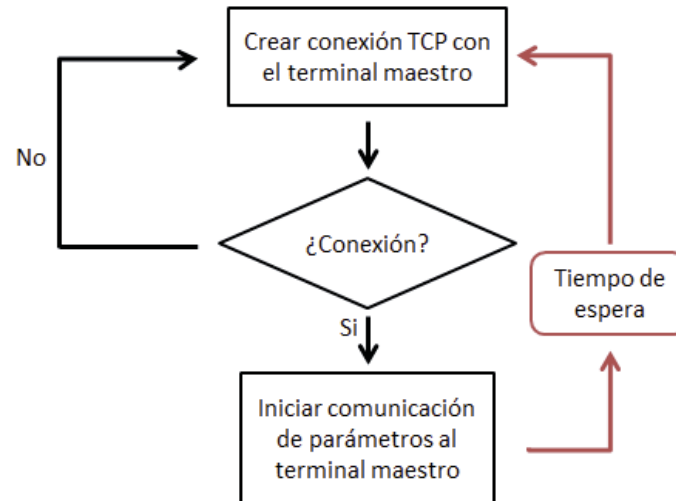 Crear conexión TCP con
el terminal maestro
No
¿Conexión?
Tiempo de
espera
Si
Iniciar comunicación
de parámetros al
terminal maestro